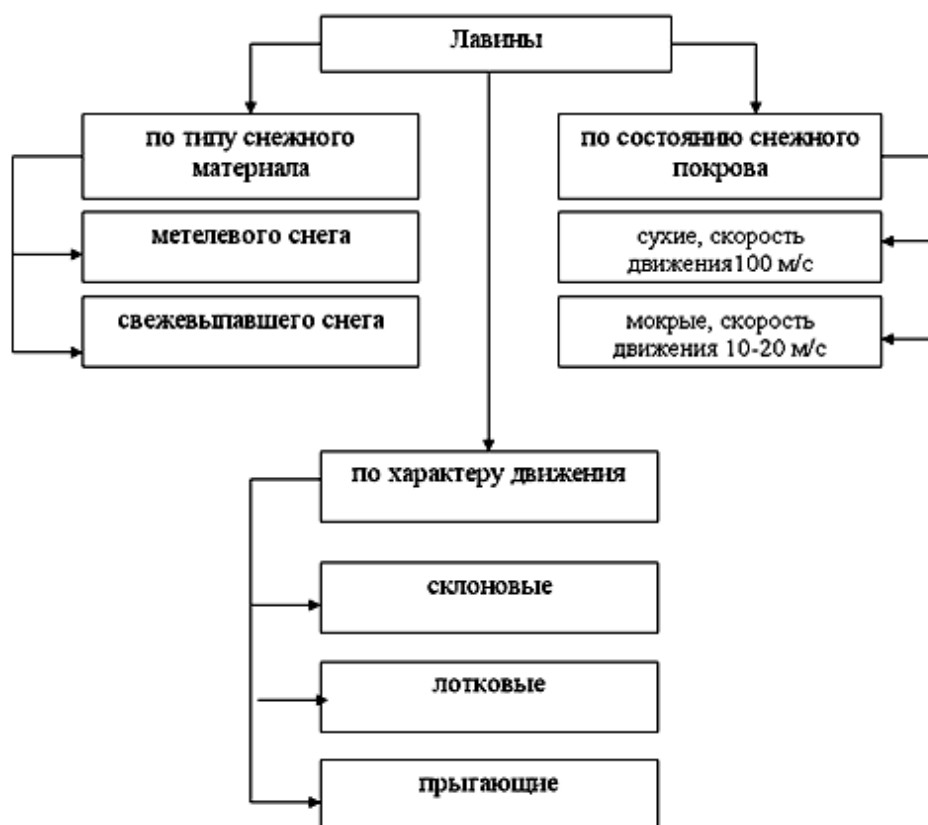 Лавины
по типу снежного
материала
метелевого снега
свежевыпавшего снега
по состоянию снежного
покрова
сухие, скорость
движения100 м/с
мокрые, скорость
движения 10-20 м/с
по характеру движения
склоновые
лотковые
прыгающие